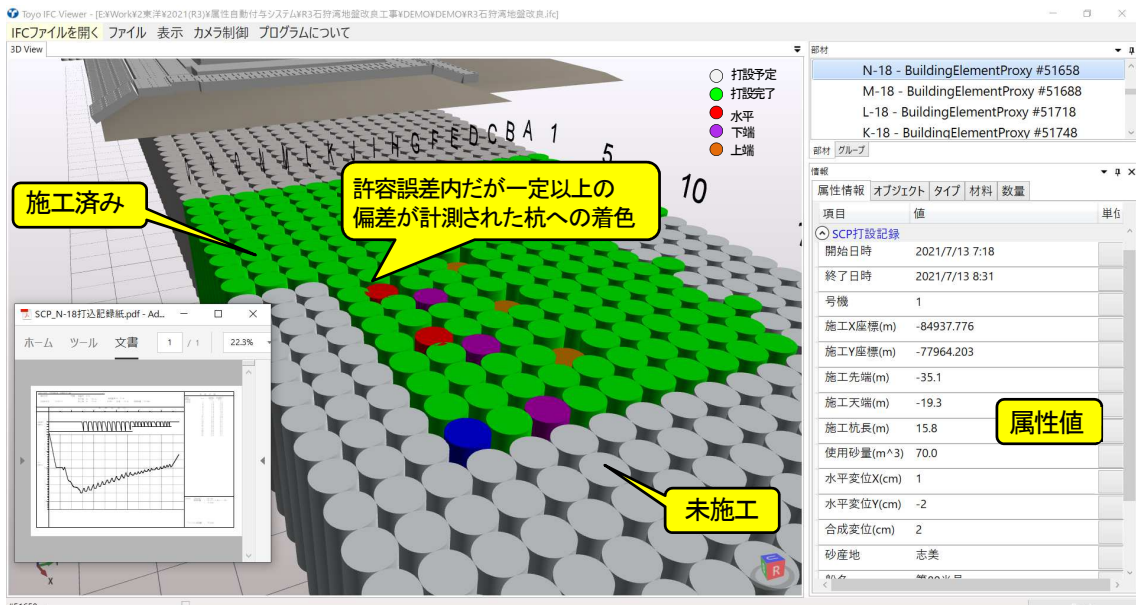 Toyo IFC Viewer - [E:¥Work¥2東洋¥2021(R3)¥属性自動付与システム¥R3石狩湾地盤改良工事¥DEMO¥DEMO¥R3石狩湾地盤改良.ifc]
IFCファイルを開く ファイル 表示 カメラ制御 プログラムについて
3D View
打設予定
打設完了
水平
下端
上端
N M L K J I H G F E D C B A 1
5
10
施工済み
許容誤差内だが一定以上の
偏差が計測された杭への着色
SCP_N-18打込記録紙.pdf - Ad...
ホーム ツール 文書 1 / 1 22.3%
未施工
X
R
部材
N-18 - BuildingElementProxy #51658
M-18 - BuildingElementProxy #51688
L-18 - BuildingElementProxy #51718
K-18 - BuildingElementProxy #51748
部材 グループ
情報
属性情報 オブジェクト タイプ 材料 数量
項目 値 単位
SCP打設記録
開始日時 2021/7/13 7:18
終了日時 2021/7/13 8:31
号機 1
施工X座標(m) -84937.776
施工Y座標(m) -77964.203
施工先端(m) -35.1
施工天端(m) -19.3
施工杭長(m) 15.8
使用砂量(m^3) 70.0
水平変位X(cm) 1
水平変位Y(cm) -2
合成変位(cm) 2
砂産地 志美
属性値
#51658